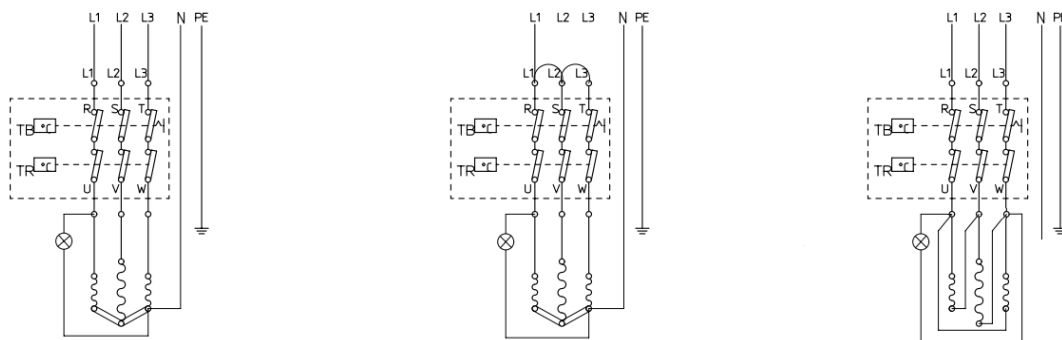 L1 L2 L3 N PE
L1 L2 L3
R S T
TB
TR
U V W
L1 L2 L3 N PE
L1 L2 L3
R S T
TB
TR
U V W
L1 L2 L3 N PE
L1 L2 L3
R S T
TB
TR
U V W